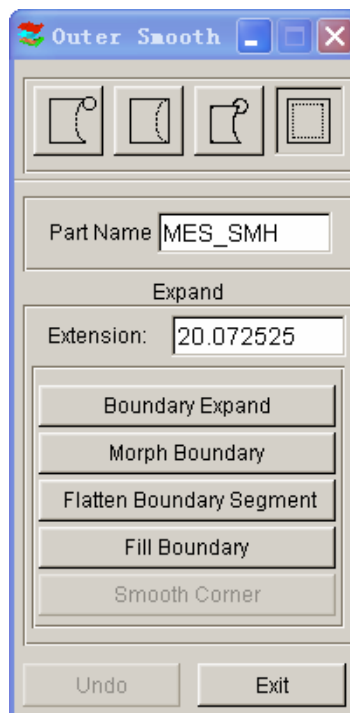 Outer Smooth
Part Name MES_SMH
Expand
Extension: 20.072525
Boundary Expand
Morph Boundary
Flatten Boundary Segment
Fill Boundary
Smooth Corner
Undo Exit